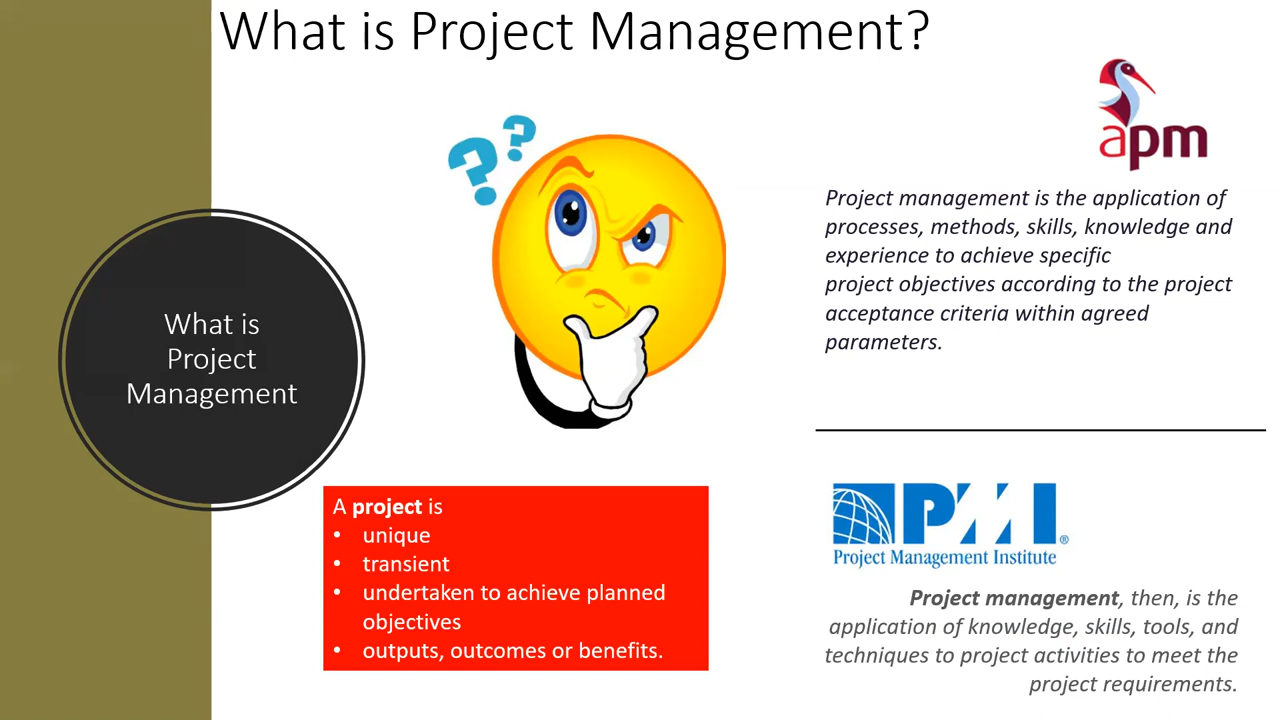 What is Project Management?
??
apm
Project management is the application of
processes, methods, skills, knowledge and
experience to achieve specific
project objectives according to the project
acceptance criteria within agreed
parameters.
What is
Project
Management
A project is
• unique
• transient
• undertaken to achieve planned
objectives
• outputs, outcomes or benefits.
PMI®
Project Management Institute
Project management, then, is the
application of knowledge, skills, tools, and
techniques to project activities to meet the
project requirements.